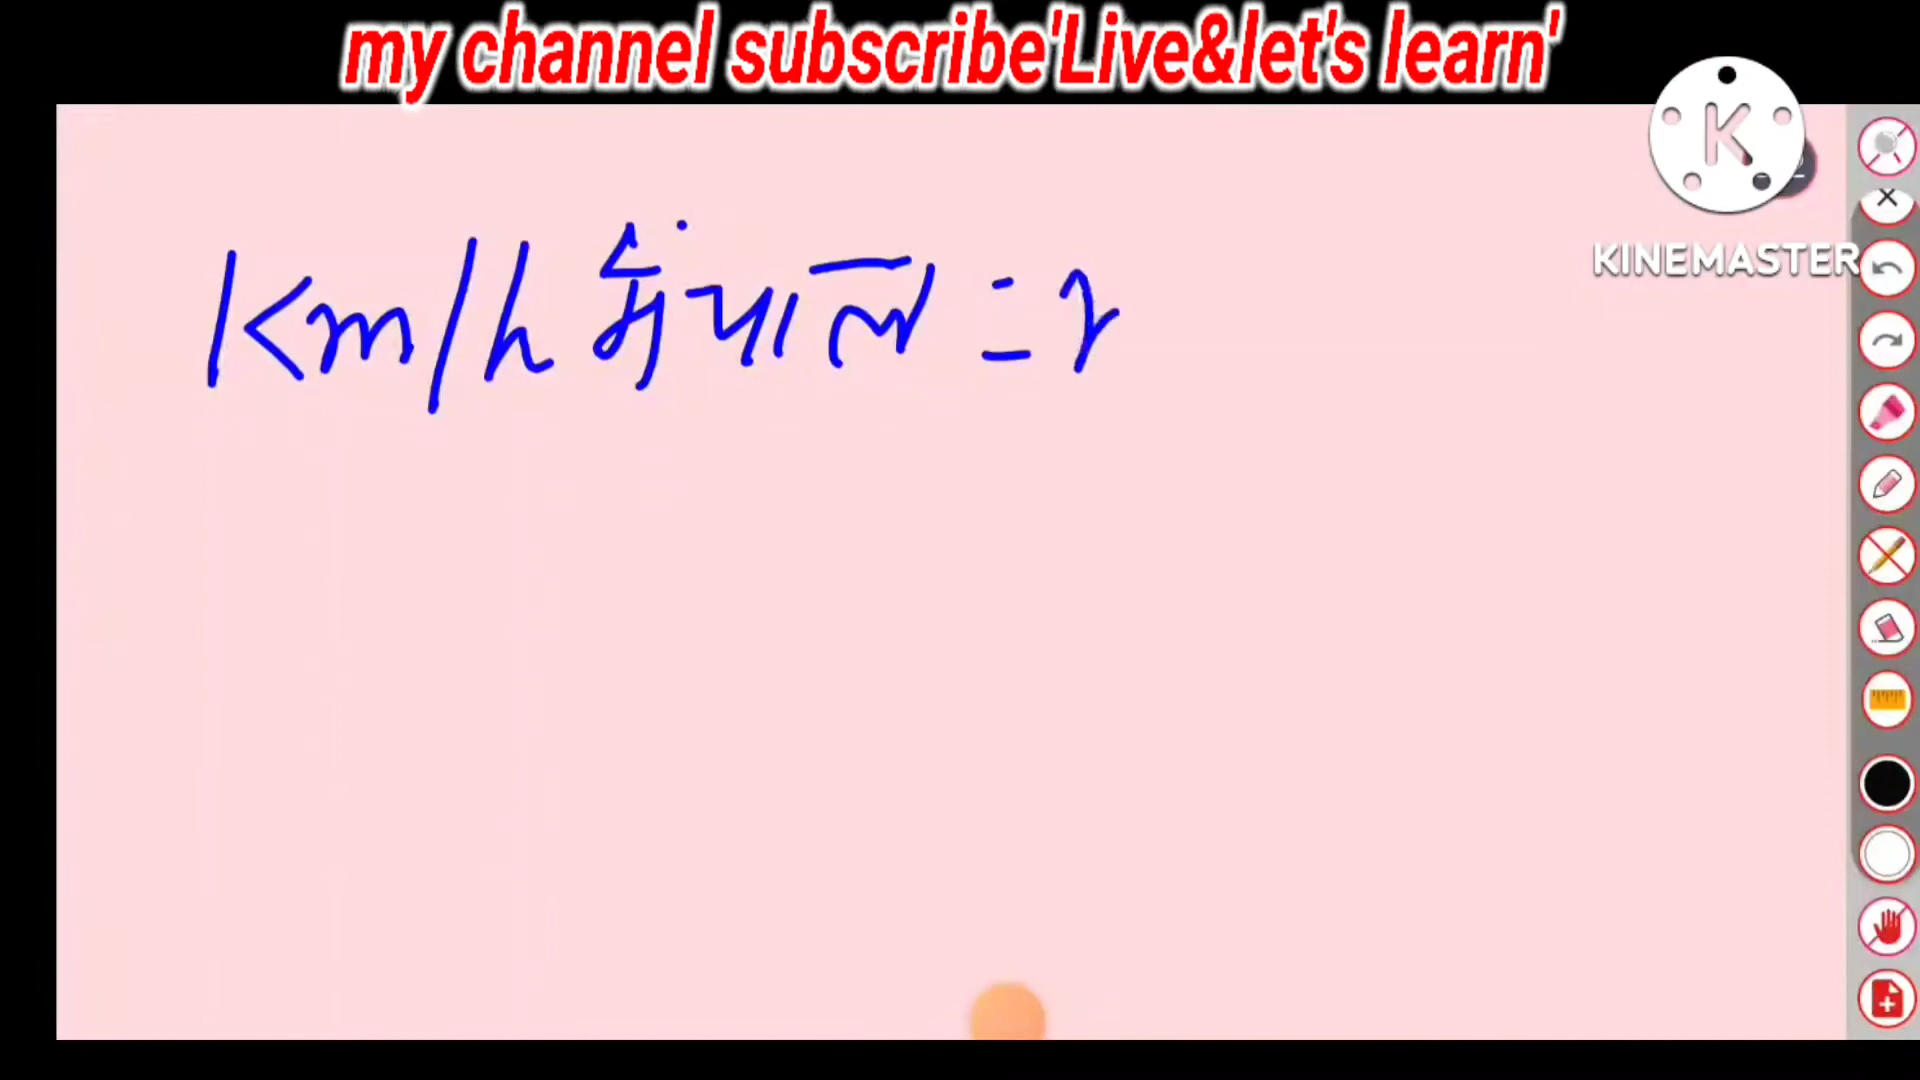 my channel subscribe'Live&let's learn'
K
KINEMASTER
Km/h में चाल =